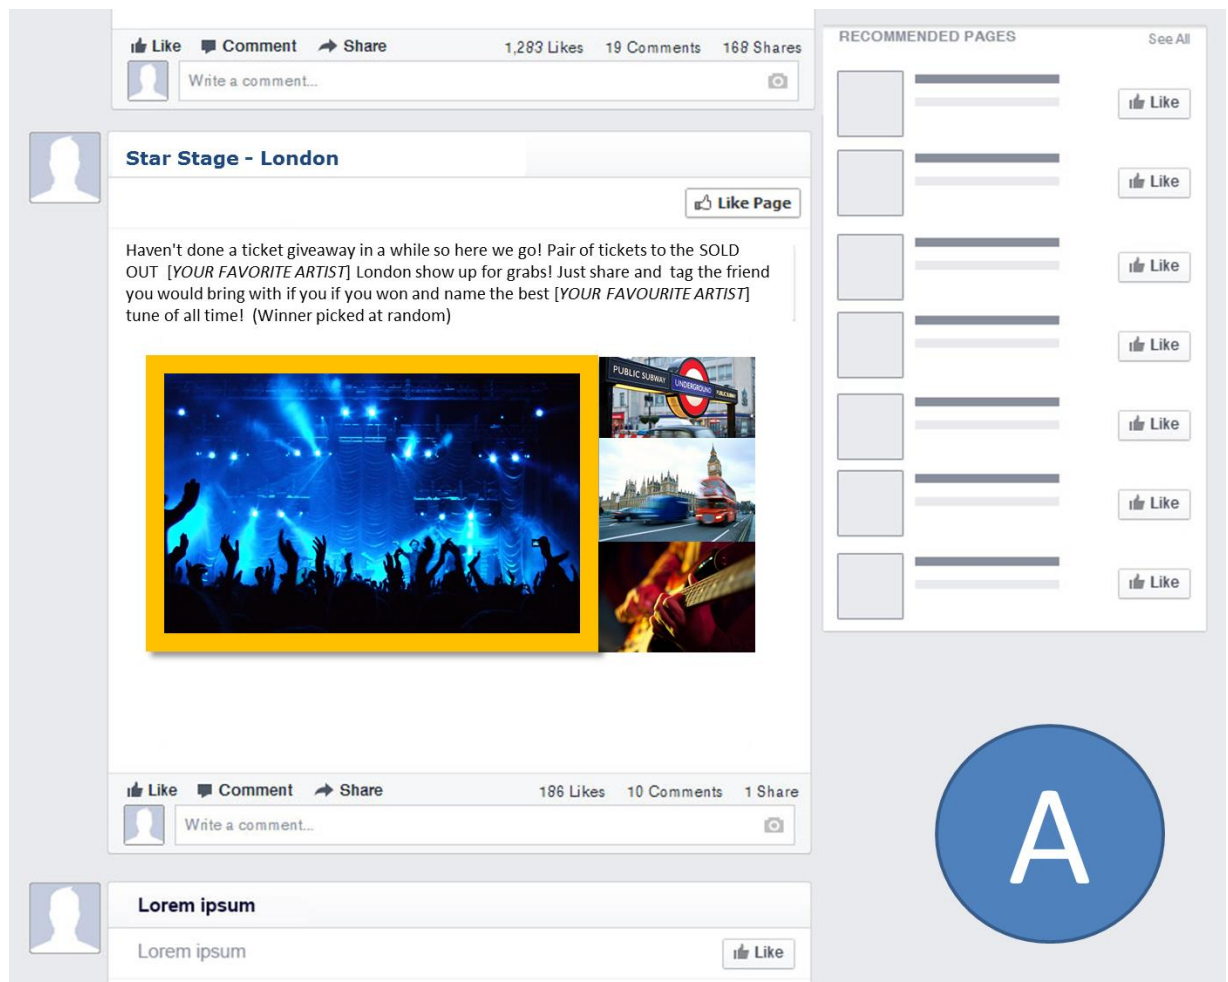 Like Comment Share 1,283 Likes 19 Comments 168 Shares
Write a comment...
RECOMMENDED PAGES See All
Like
Like
Like
Like
Like
Like
Like
Star Stage - London
Like Page
Haven't done a ticket giveaway in a while so here we go! Pair of tickets to the SOLD
OUT [YOUR FAVORITE ARTIST] London show up for grabs! Just share and tag the friend
you would bring with if you if you won and name the best [YOUR FAVOURITE ARTIST]
tune of all time! (Winner picked at random)
PUBLIC SUBWAY UNDERGROUND PUBLIC SUBWAY
Like Comment Share 186 Likes 10 Comments 1 Share
Write a comment...
A
Lorem ipsum
Lorem ipsum Like